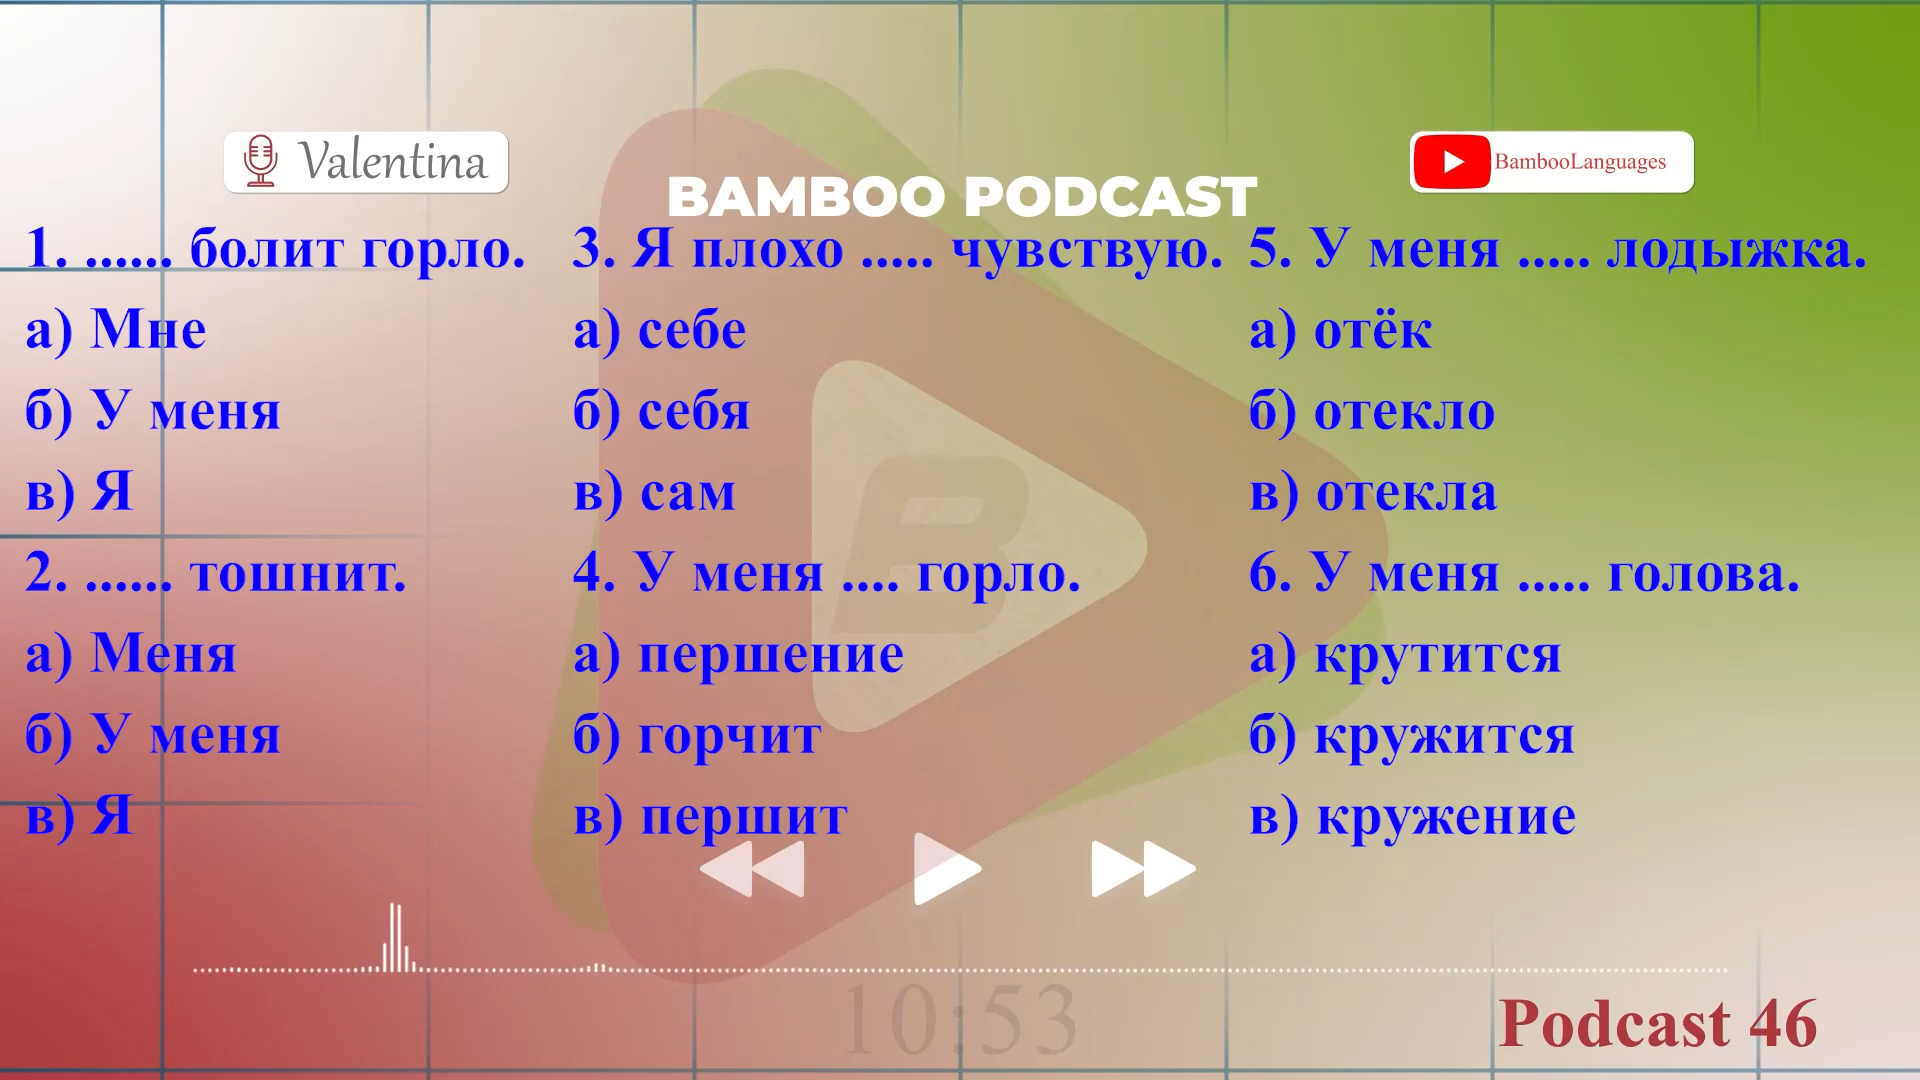 Valentina
BambooLanguages
BAMBOO PODCAST
1. ...... болит горло.
а) Мне
б) У меня
в) Я
2. ...... тошнит.
а) Меня
б) У меня
в) Я
3. Я плохо ..... чувствую.
а) себе
б) себя
в) сам
4. У меня .... горло.
а) першение
б) горчит
в) першит
5. У меня ..... лодыжка.
а) отёк
б) отекло
в) отекла
6. У меня ..... голова.
а) крутится
б) кружится
в) кружение
B
10:53
Podcast 46